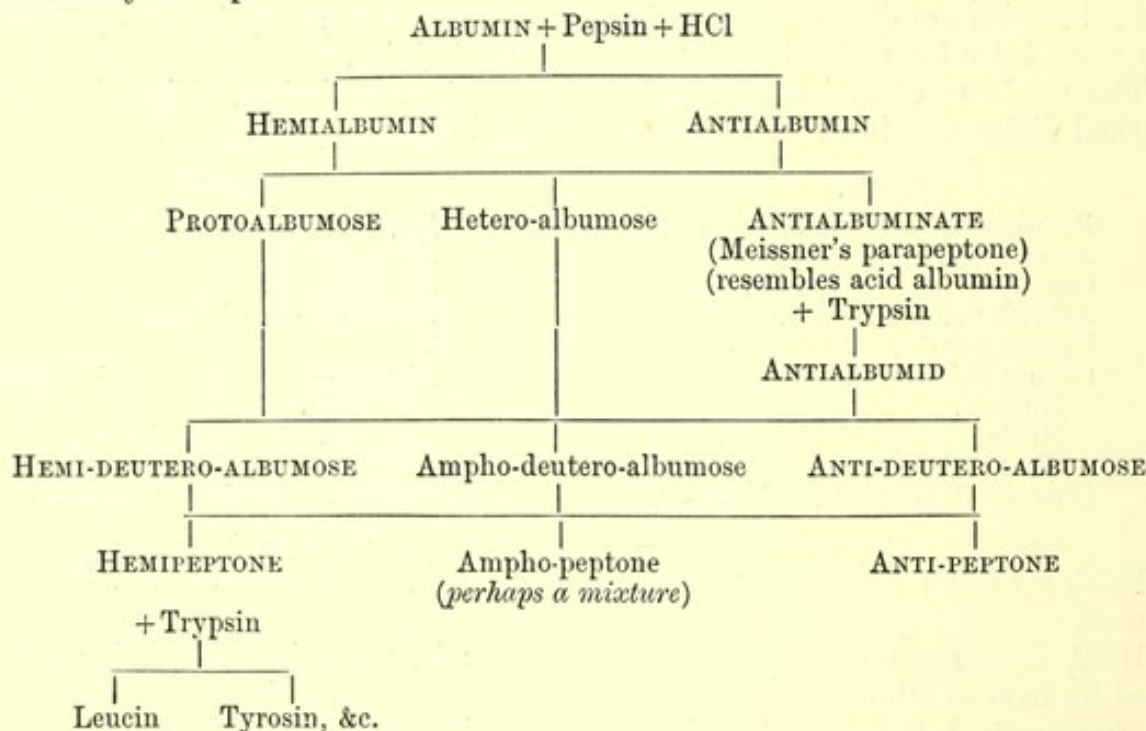 ALBUMIN + Pepsin + HCl
HEMIALBUMIN ANTIALBUMIN
PROTOALBUMOSE Hetero-albumose ANTIALBUMINATE
(Meissner's parapeptone)
(resembles acid albumin)
+ Trypsin
ANTIALBUMID
HEMI-DEUTERO-ALBUMOSE Ampho-deutero-albumose ANTI-DEUTERO-ALBUMOSE
HEMIPEPTONE Ampho-peptone ANTI-PEPTONE
(perhaps a mixture)
+ Trypsin
Leucin Tyrosin, &c.